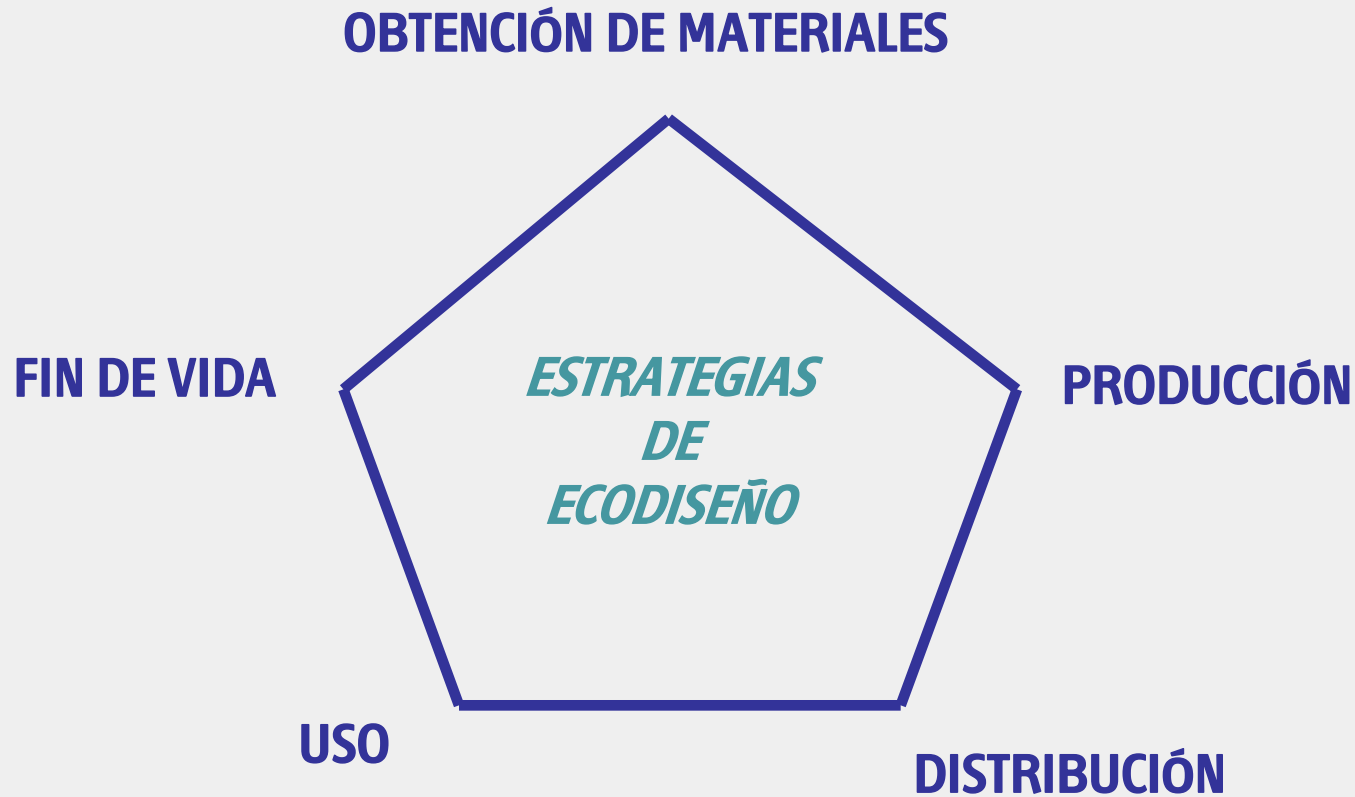 OBTENCIÓN DE MATERIALES
FIN DE VIDA
ESTRATEGIAS
DE
ECODISEÑO
PRODUCCIÓN
USO
DISTRIBUCIÓN